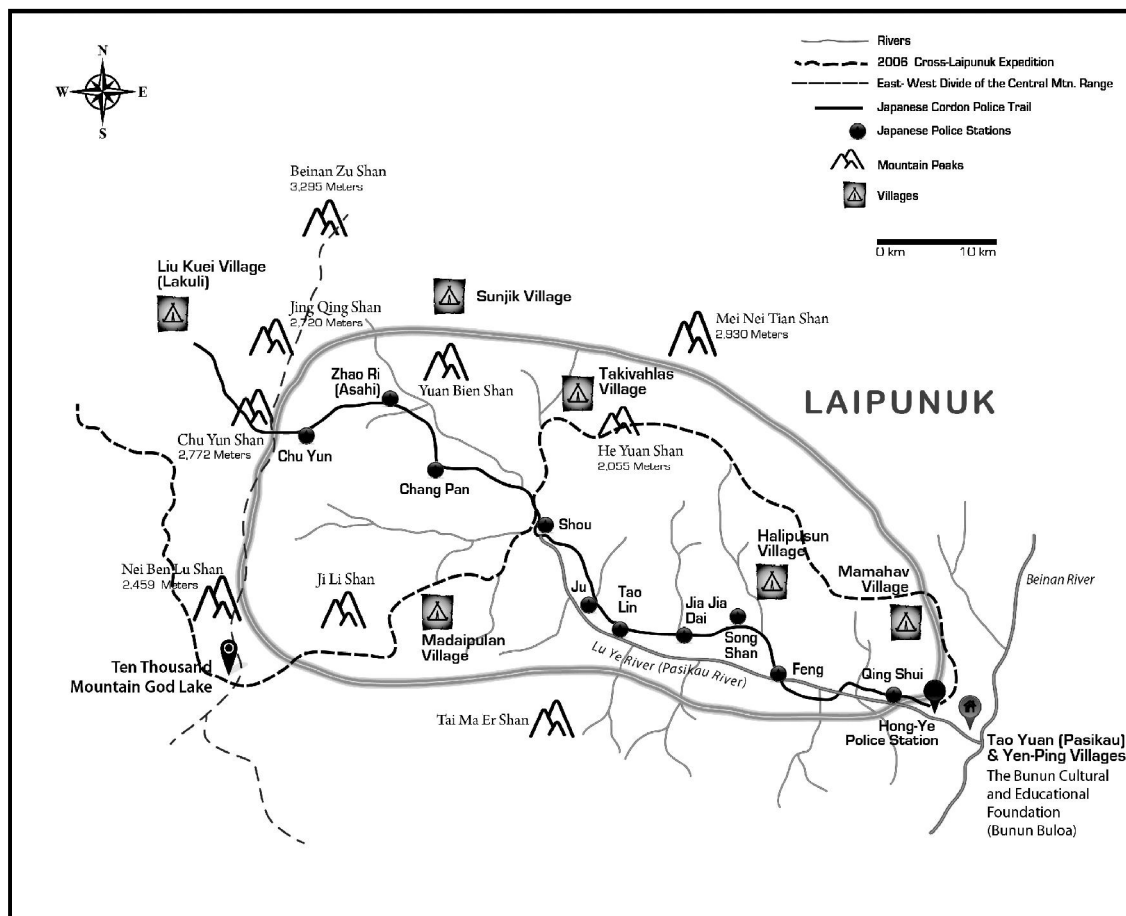 N
W
E
S
Rivers
2006 Cross-Laipunuk Expedition
East-West Divide of the Central Mtn. Range
Japanese Cordon Police Trail
Japanese Police Stations
Mountain Peaks
Villages
0 km
10 km
Beinan Zu Shan
3,295 Meters
Liu Kuei Village
(Lakuli)
Sunjik Village
Jing Qing Shan
2,720 Meters
Mei Nei Tian Shan
2,930 Meters
Zhao Ri
(Asahi)
Yuan Bien Shan
Takivahlas
Village
LAIPUNUK
Chu Yun Shan
2,772 Meters
Chu Yun
He Yuan Shan
2,055 Meters
Chang Pan
Shou
Halipusun
Village
Nei Ben Lu Shan
2,459 Meters
Ji Li Shan
Mamahav
Village
Beinan River
Ju
Tao
Lin
Jia Jia
Dai
Song
Shan
Madaipulan
Village
Lu Ye River (Pasikau River)
Feng
Qing Shui
Ten Thousand
Mountain God Lake
Tai Ma Er Shan
Hong-Ye
Police Station
Tao Yuan (Pasikau)
& Yen-Ping Villages
The Bunun Cultural
and Educational
Foundation
(Bunun Buloa)